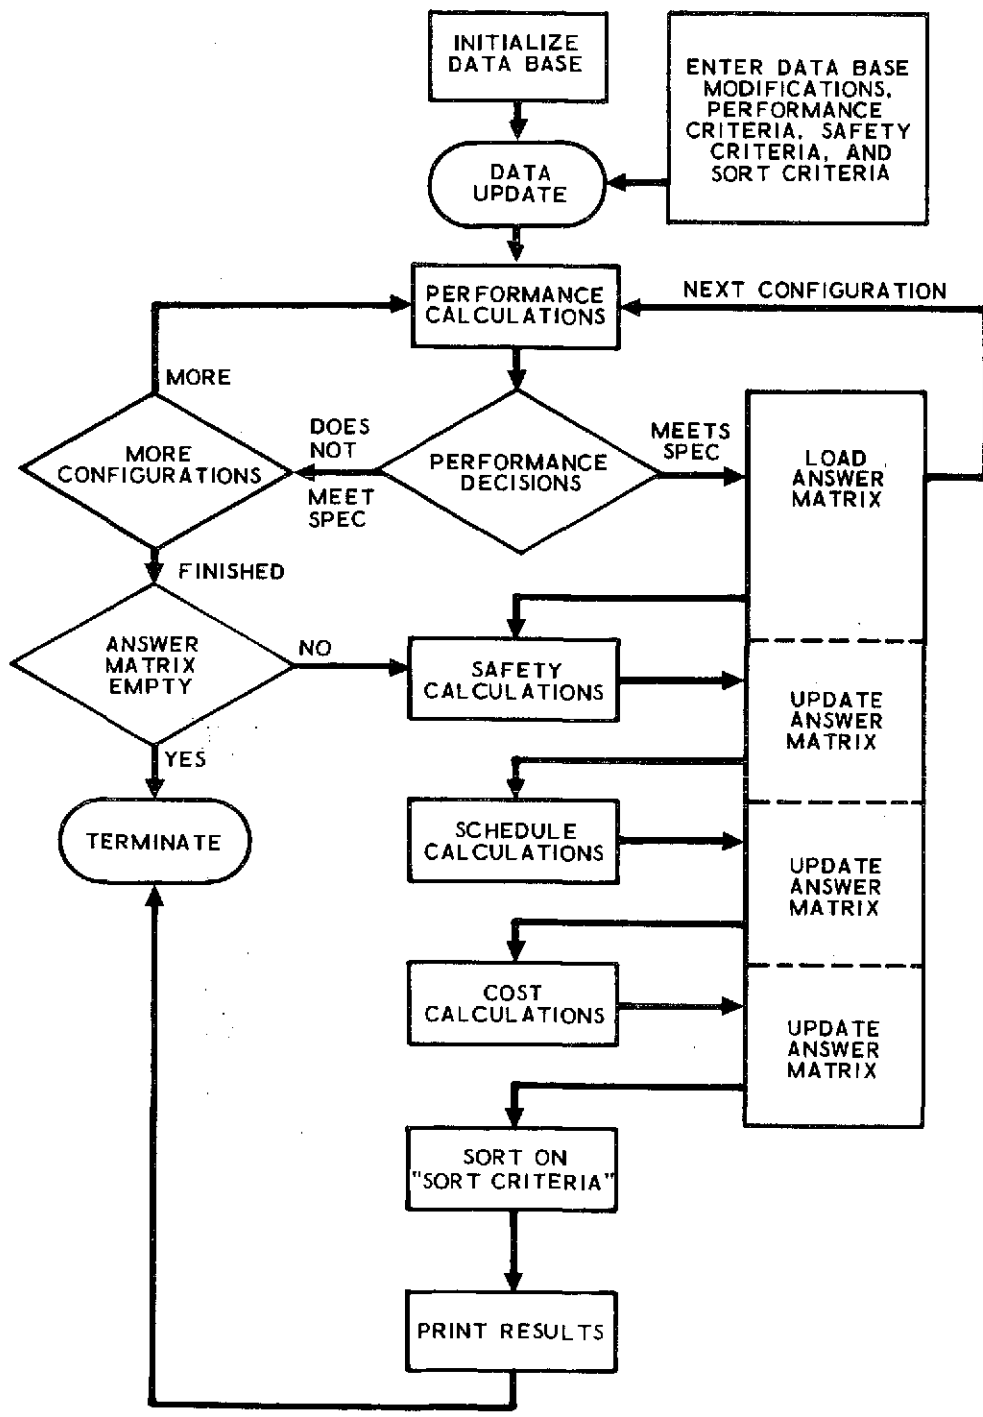 INITIALIZE
DATA BASE
ENTER DATA BASE
MODIFICATIONS,
PERFORMANCE
CRITERIA, SAFETY
CRITERIA, AND
SORT CRITERIA
DATA
UPDATE
PERFORMANCE
CALCULATIONS
NEXT CONFIGURATION
MORE
MORE
CONFIGURATIONS
DOES
NOT
MEET
SPEC
PERFORMANCE
DECISIONS
MEETS
SPEC
LOAD
ANSWER
MATRIX
FINISHED
ANSWER
MATRIX
EMPTY
NO
SAFETY
CALCULATIONS
UPDATE
ANSWER
MATRIX
YES
TERMINATE
SCHEDULE
CALCULATIONS
UPDATE
ANSWER
MATRIX
COST
CALCULATIONS
UPDATE
ANSWER
MATRIX
SORT ON
"SORT CRITERIA"
PRINT RESULTS